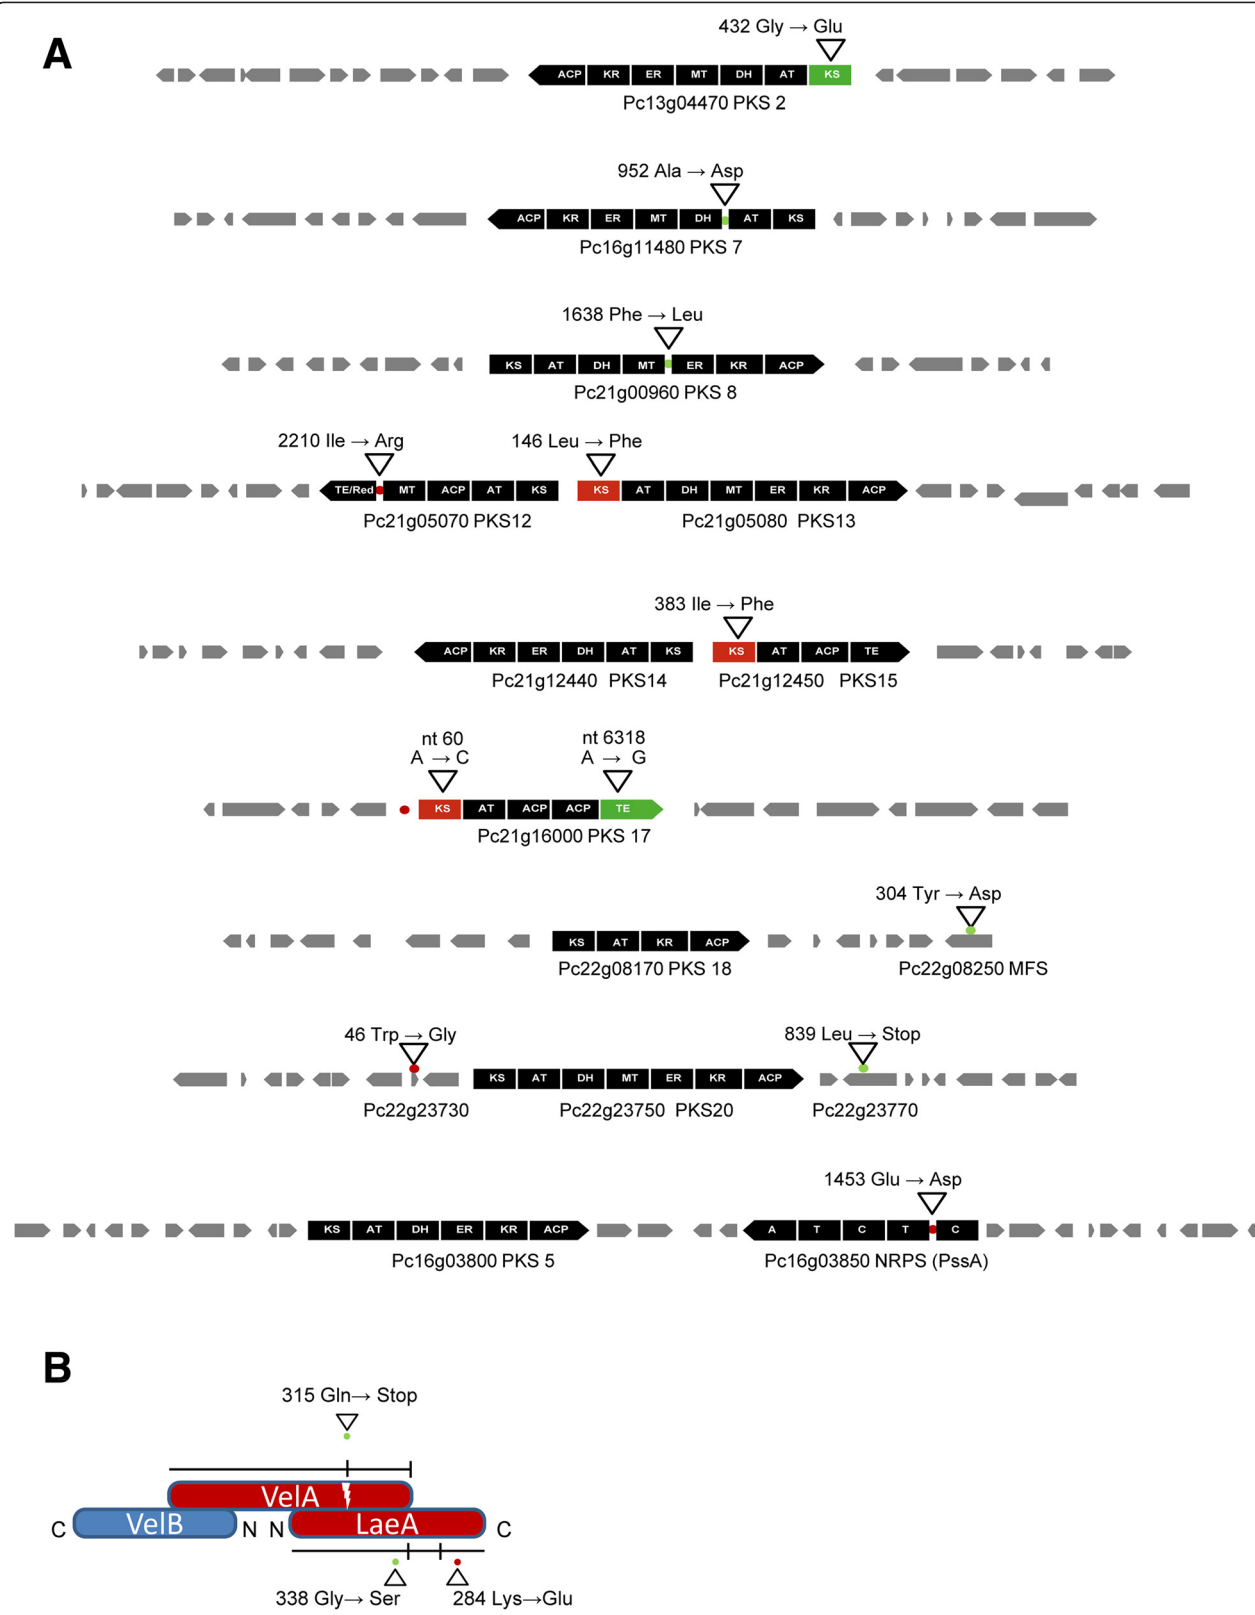 A
432 Gly → Glu
ACP KR ER MT DH AT KS
Pc13g04470 PKS 2
952 Ala → Asp
ACP KR ER MT DH AT KS
Pc16g11480 PKS 7
1638 Phe → Leu
KS AT DH MT ER KR ACP
Pc21g00960 PKS 8
2210 Ile → Arg 146 Leu → Phe
TE/Red MT ACP AT KS KS AT DH MT ER KR ACP
Pc21g05070 PKS12 Pc21g05080 PKS13
383 Ile → Phe
ACP KR ER DH AT KS KS AT ACP TE
Pc21g12440 PKS14 Pc21g12450 PKS15
nt 60 nt 6318
A → C A → G
KS AT ACP ACP TE
Pc21g16000 PKS 17
304 Tyr → Asp
KS AT KR ACP
Pc22g08170 PKS 18 Pc22g08250 MFS
46 Trp → Gly 839 Leu → Stop
KS AT DH MT ER KR ACP
Pc22g23730 Pc22g23750 PKS20 Pc22g23770
1453 Glu → Asp
KS AT DH ER KR ACP A T C T C
Pc16g03800 PKS 5 Pc16g03850 NRPS (PssA)
B
315 Gln→ Stop
VelA
C VelB N N LaeA C
338 Gly→ Ser 284 Lys→Glu